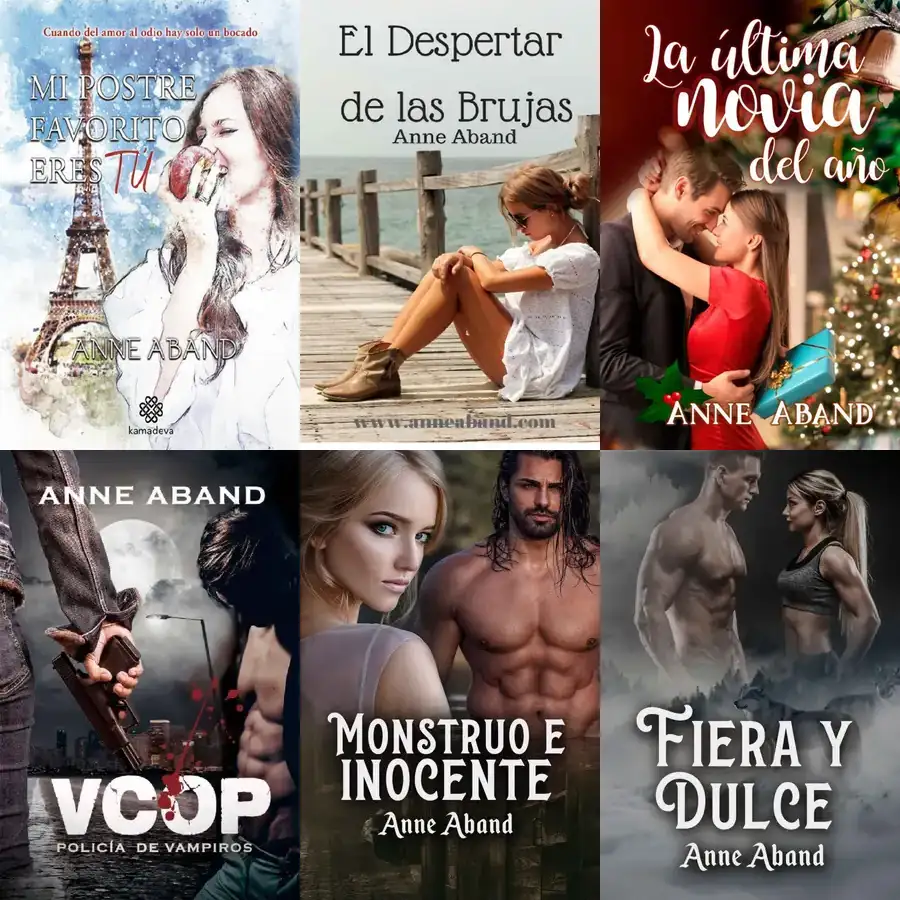 Cuando del amor al odio hay solo un bocado
MI POSTRE
FAVORITO
ERES TÚ
ANNE ABAND
kamadeva
El Despertar
de las Brujas
Anne Aband
www.anneaband.com
La última
novia
del año
ANNE ABAND
ANNE ABAND
VCOP
POLICÍA DE VAMPIROS
MONSTRUO E
INOCENTE
Anne Aband
FIERA Y
DULCE
Anne Aband